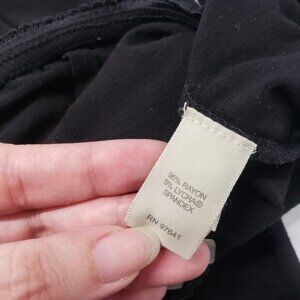 95% RAYON
5% LYCRA®
SPANDEX
RN 97641